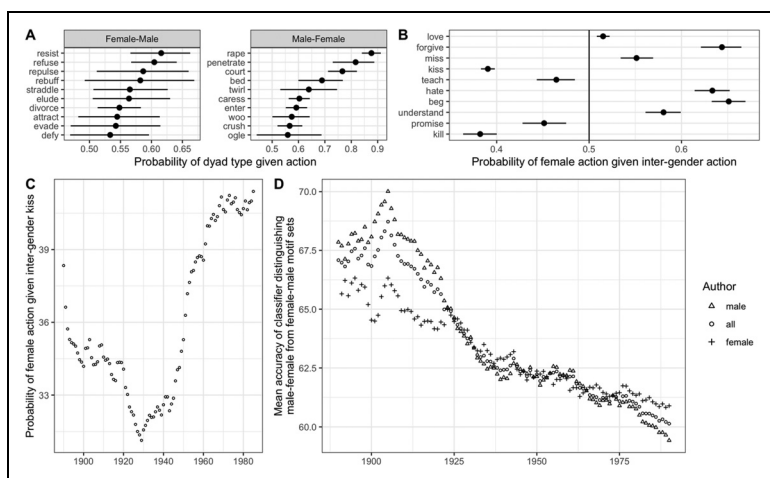 A
Female-Male
resist
refuse
repulse
rebuff
straddle
elude
divorce
attract
evade
defy
0.50 0.55 0.60 0.65
Male-Female
rape
penetrate
court
bed
twirl
caress
enter
woo
crush
ogle
0.5 0.6 0.7 0.8 0.9
Probability of dyad type given action
B
love
forgive
miss
kiss
teach
hate
beg
understand
promise
kill
0.4 0.5 0.6
Probability of female action given inter-gender action
C
Probability of female action given inter-gender kiss
39
36
33
1900 1920 1940 1960 1980
D
Mean accuracy of classifier distinguishing
male-female from female-male motif sets
70.0
67.5
65.0
62.5
60.0
1900 1925 1950 1975
Author
male
all
female